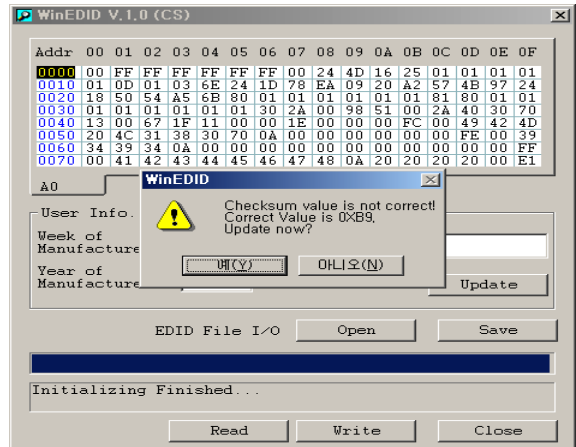 WinEDID V.1.0 (CS)
Addr 00 01 02 03 04 05 06 07 08 09 0A 0B 0C 0D 0E 0F
0000 00 FF FF FF FF FF FF 00 24 4D 16 25 01 01 01 01
0010 01 0D 01 03 6E 24 1D 78 EA 09 20 A2 57 4B 97 24
0020 18 50 54 A5 6B 80 01 01 01 01 01 01 81 80 01 01
0030 01 01 01 01 01 01 30 2A 00 98 51 00 2A 40 30 70
0040 13 00 67 1F 11 00 00 1E 00 00 00 FC 00 49 42 4D
0050 20 4C 31 38 30 70 0A 00 00 00 00 00 00 FE 00 39
0060 34 39 34 0A 00 00 00 00 00 00 00 00 00 00 00 FF
0070 00 41 42 43 44 45 46 47 48 0A 20 20 20 20 00 E1
A0
WinEDID
Checksum value is not correct!
Correct Value is 0XB9,
Update now?
예(Y)
아니오(N)
User Info.
Week of
Manufacture
Year of
Manufacture
Update
EDID File I/O
Open
Save
Initializing Finished...
Read
Write
Close